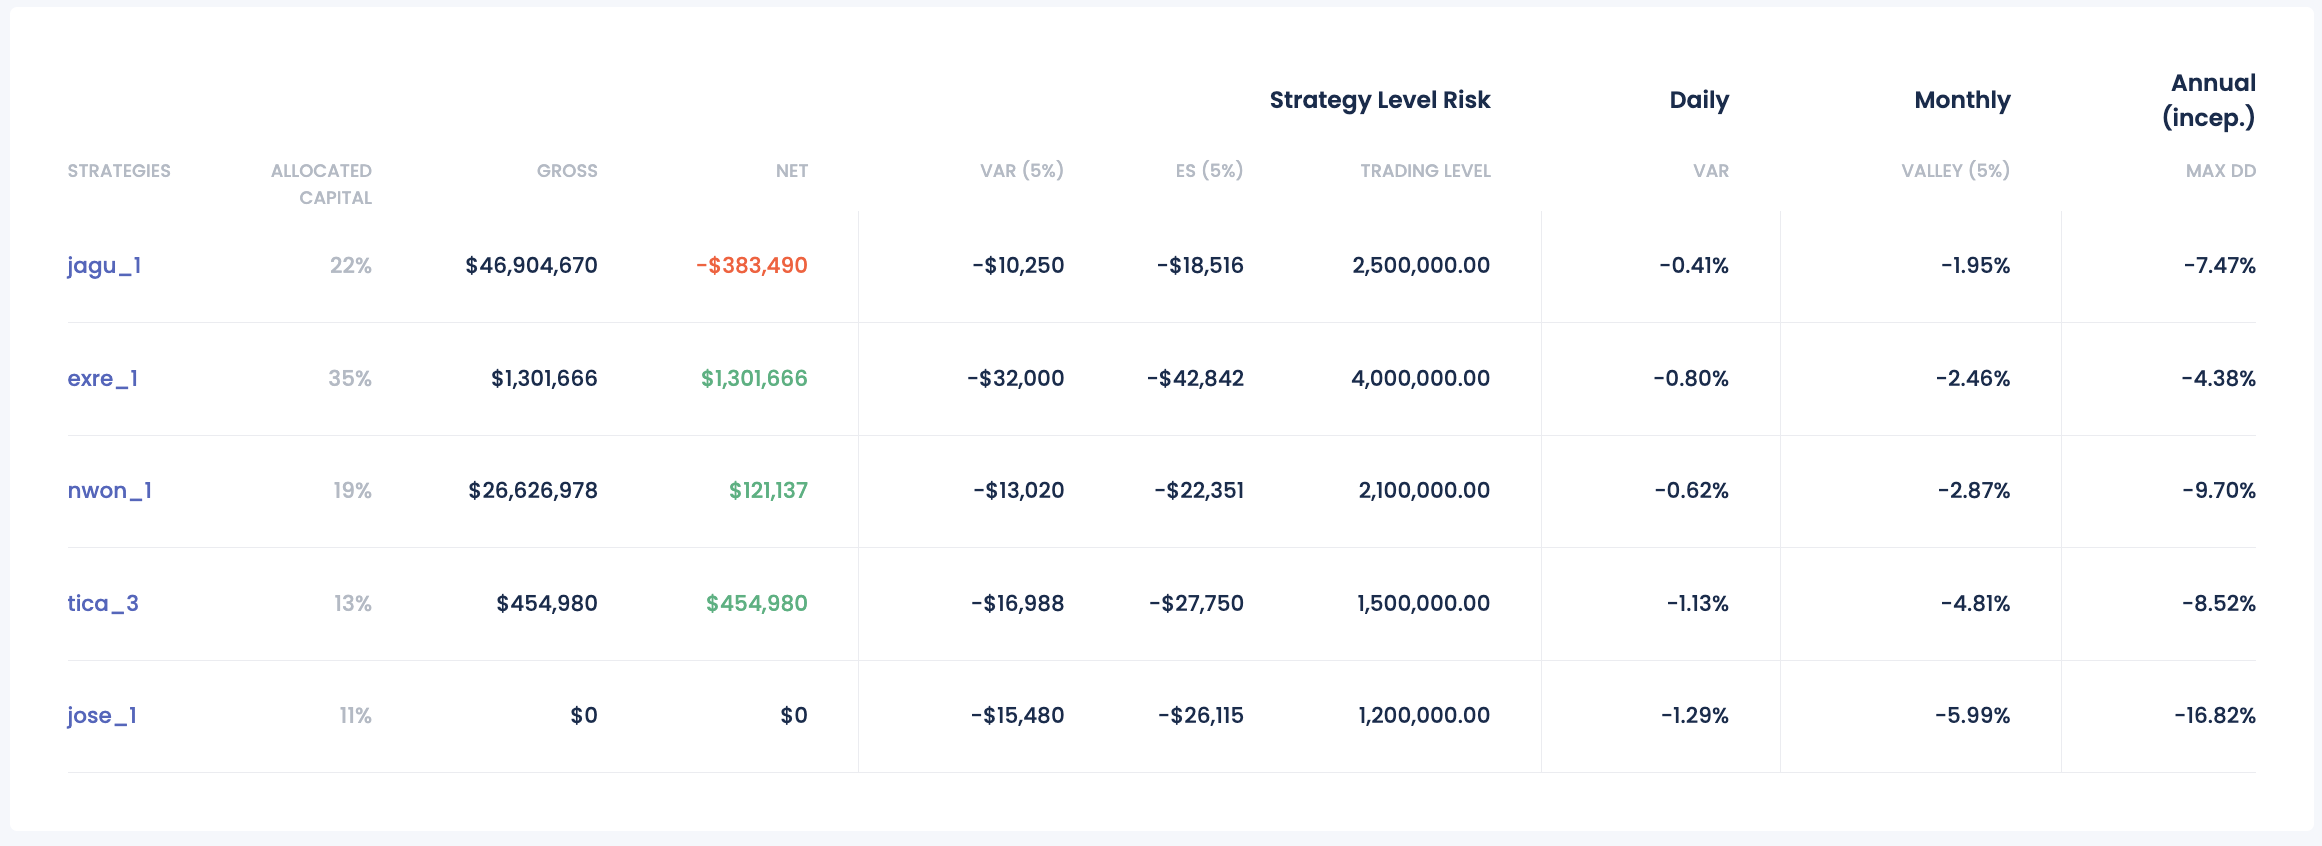 Strategy Level Risk Daily Monthly Annual
(incep.)
STRATEGIES ALLOCATED GROSS NET VAR (5%) ES (5%) TRADING LEVEL VAR VALLEY (5%) MAX DD
CAPITAL
jagu_1 22% $46,904,670 -$383,490 -$10,250 -$18,516 2,500,000.00 -0.41% -1.95% -7.47%
exre_1 35% $1,301,666 $1,301,666 -$32,000 -$42,842 4,000,000.00 -0.80% -2.46% -4.38%
nwon_1 19% $26,626,978 $121,137 -$13,020 -$22,351 2,100,000.00 -0.62% -2.87% -9.70%
tica_3 13% $454,980 $454,980 -$16,988 -$27,750 1,500,000.00 -1.13% -4.81% -8.52%
jose_1 11% $0 $0 -$15,480 -$26,115 1,200,000.00 -1.29% -5.99% -16.82%